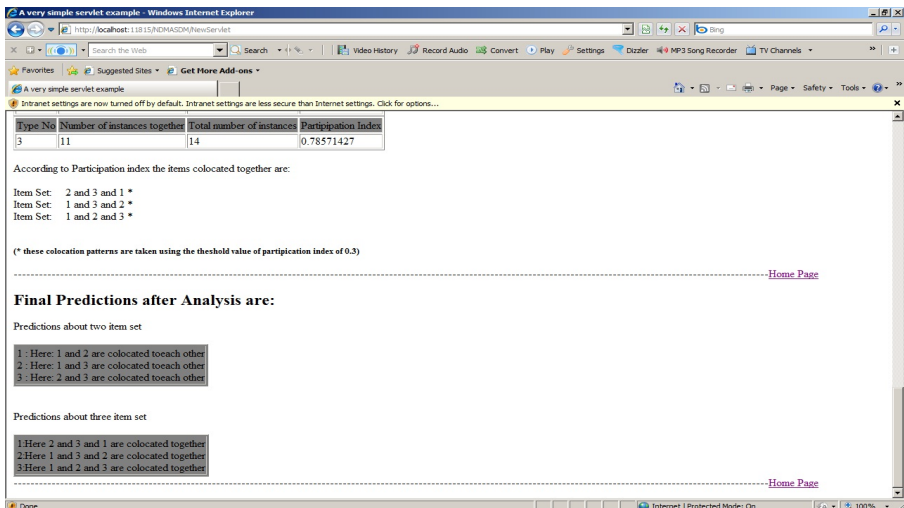 A very simple servlet example - Windows Internet Explorer
http://localhost:11815/NDMASDM/NewServlet
Bing
Search the Web
Search
Video History
Record Audio
Convert
Play
Settings
Dizzler
MP3 Song Recorder
TV Channels
Favorites
Suggested Sites
Get More Add-ons
A very simple servlet example
Page
Safety
Tools
Intranet settings are now turned off by default. Intranet settings are less secure than Internet settings. Click for options...
Type No Number of instances together Total number of instances Partipipation Index
3 11 14 0.78571427
According to Participation index the items colocated together are:
Item Set: 2 and 3 and 1 *
Item Set: 1 and 3 and 2 *
Item Set: 1 and 2 and 3 *
(* these colocation patterns are taken using the theshold value of partipication index of 0.3)
Home Page
Final Predictions after Analysis are:
Predictions about two item set
1 : Here: 1 and 2 are colocated toeach other
2 : Here: 1 and 3 are colocated toeach other
3 : Here: 2 and 3 are colocated toeach other
Predictions about three item set
1:Here 2 and 3 and 1 are colocated together
2:Here 1 and 3 and 2 are colocated together
3:Here 1 and 2 and 3 are colocated together
Home Page
Done
Internet | Protected Mode: On
100%